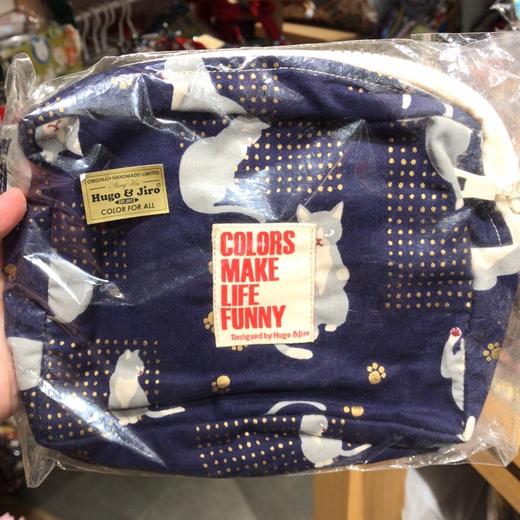 ORIGINAL•HANDMADE•LIMITED
Hugo & Jiro
COLOR FOR ALL
COLORS
MAKE
LIFE
FUNNY
Designed by Hugo &Jiro